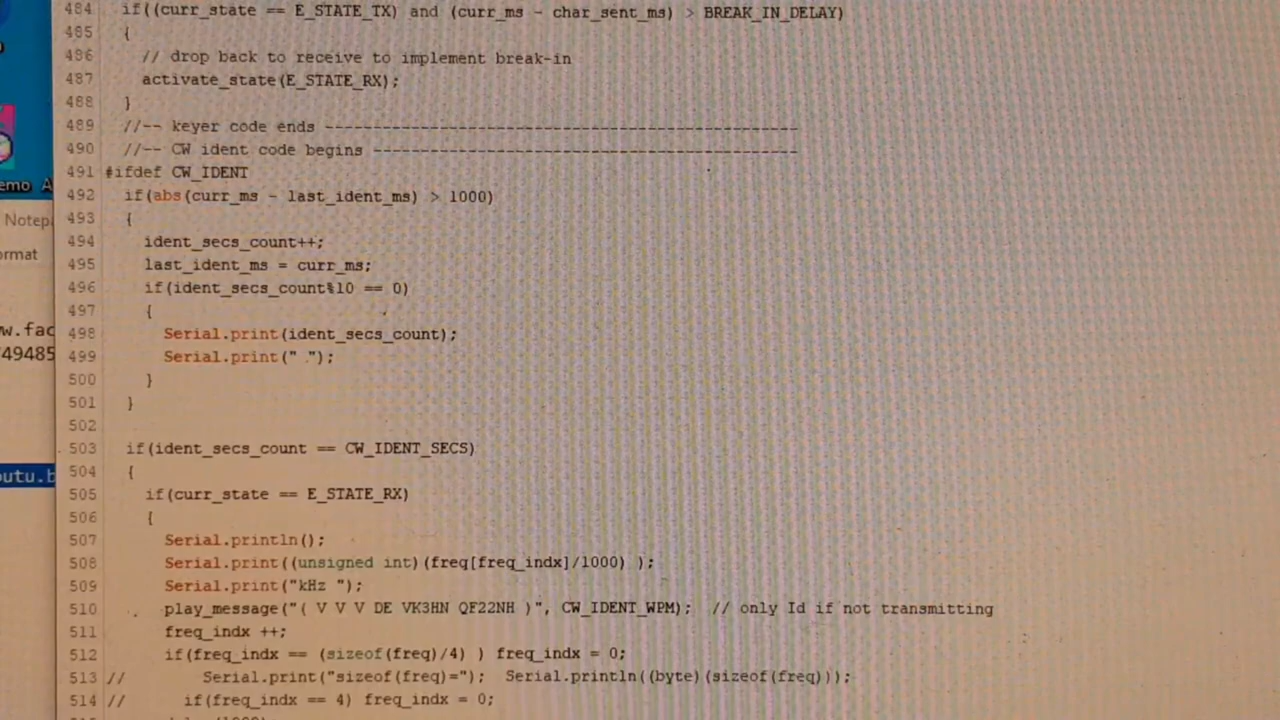 484 if((curr_state == E_STATE_TX) and (curr_ms - char_sent_ms) > BREAK_IN_DELAY)
485 {
486 // drop back to receive to implement break-in
487 activate_state(E_STATE_RX);
488 }
489 //-- keyer code ends -------------------------------------------------
490 //-- CW ident code begins --------------------------------------------
491 #ifdef CW_IDENT
492 if(abs(curr_ms - last_ident_ms) > 1000)
493 {
494 ident_secs_count++;
495 last_ident_ms = curr_ms;
496 if(ident_secs_count%10 == 0)
497 {
498 Serial.print(ident_secs_count);
499 Serial.print(" ");
500 }
501 }
502
503 if(ident_secs_count == CW_IDENT_SECS)
504 {
505 if(curr_state == E_STATE_RX)
506 {
507 Serial.println();
508 Serial.print((unsigned int)(freq[freq_indx]/1000) );
509 Serial.print("kHz ");
510 play_message("( V V V DE VK3HN QF22NH )", CW_IDENT_WPM); // only Id if not transmitting
511 freq_indx ++;
512 if(freq_indx == (sizeof(freq)/4) ) freq_indx = 0;
513 // Serial.print("sizeof(freq)="); Serial.println((byte)(sizeof(freq)));
514 // if(freq_indx == 4) freq_indx = 0;
emo A
Notep
ormat
w.fac
49485
outu.b